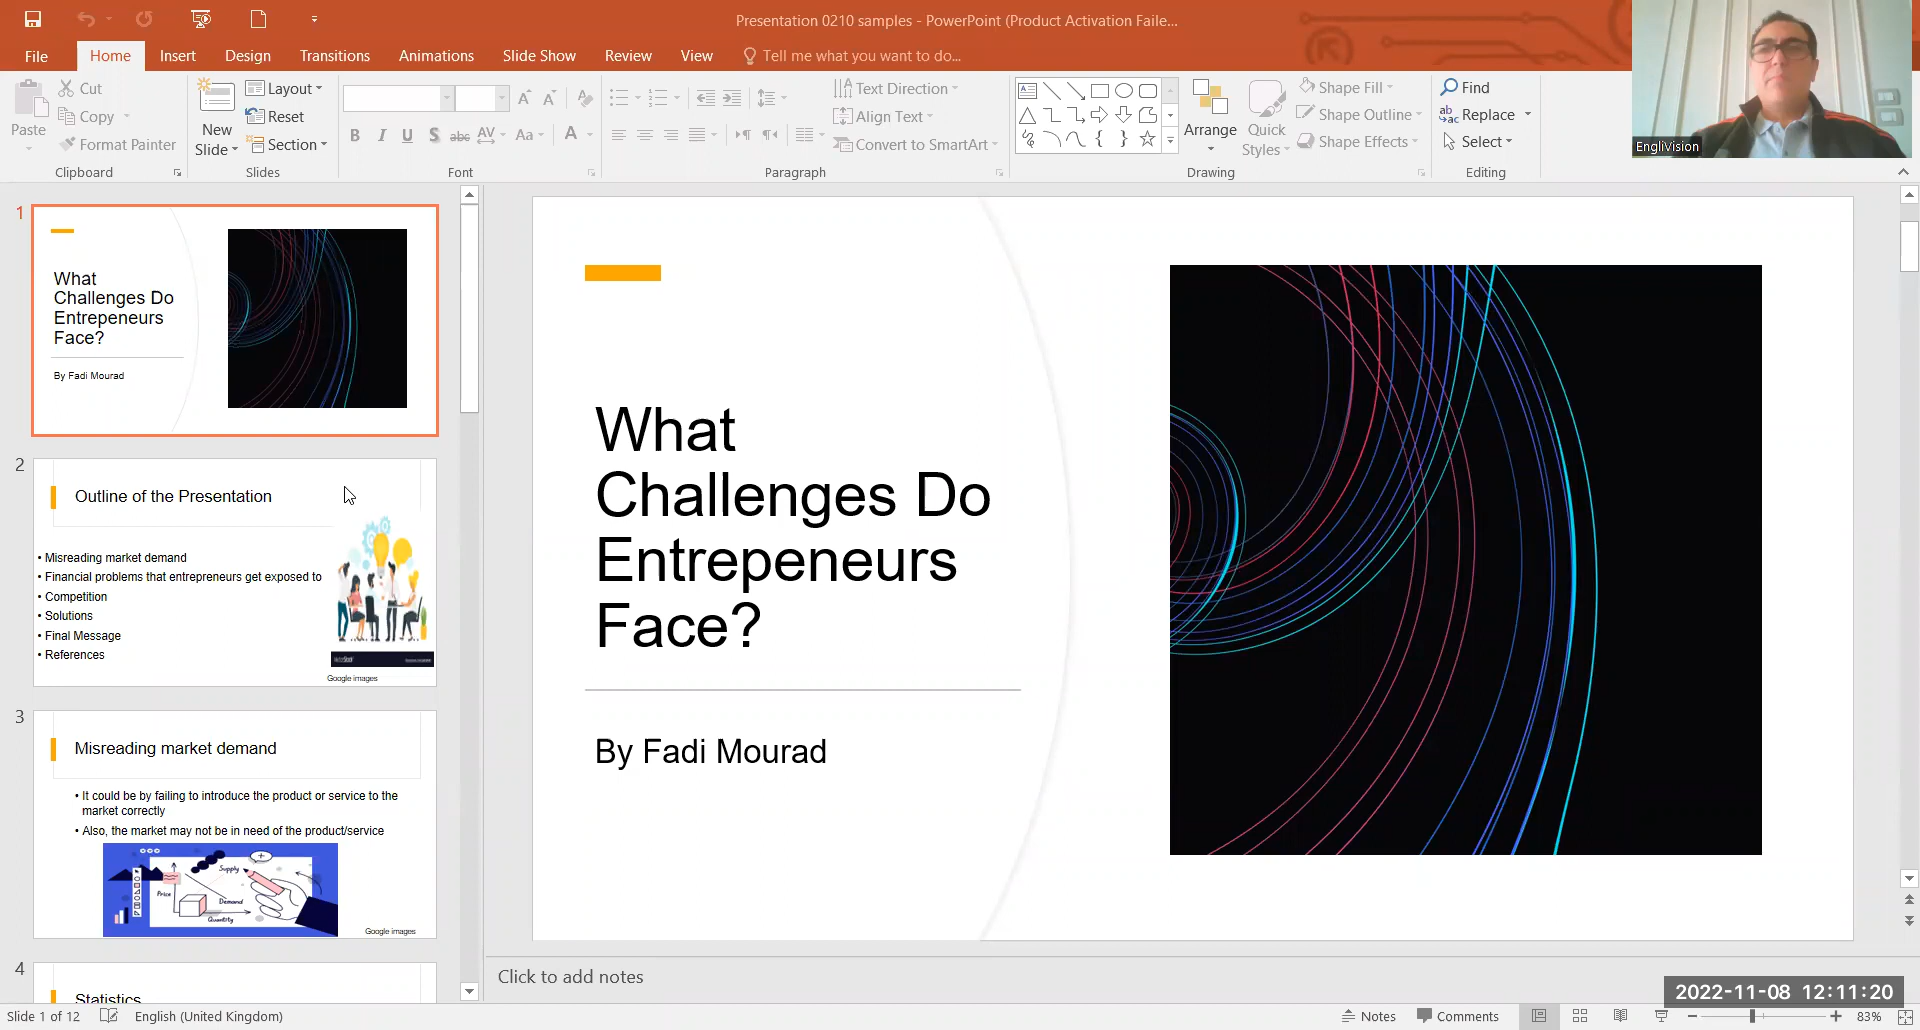 Presentation 0210 samples - PowerPoint (Product Activation Faile...
File Home Insert Design Transitions Animations Slide Show Review View Tell me what you want to do...
EngliVision
Paste
Cut
Copy
Format Painter
Clipboard
New
Slide
Layout
Reset
Section
Slides
B I U S abc AV Aa A
Font
Text Direction
Align Text
Convert to SmartArt
Paragraph
Arrange
Quick
Styles
Shape Fill
Shape Outline
Shape Effects
Drawing
Find
Replace
Select
Editing
1
What
Challenges Do
Entrepeneurs
Face?
By Fadi Mourad
2
Outline of the Presentation
• Misreading market demand
• Financial problems that entrepreneurs get exposed to
• Competition
• Solutions
• Final Message
• References
Google images
3
Misreading market demand
• It could be by failing to introduce the product or service to the
market correctly
• Also, the market may not be in need of the product/service
Supply
Price
Demand
Quantity
Google images
4
Statistics
What
Challenges Do
Entrepeneurs
Face?
By Fadi Mourad
Click to add notes
2022-11-08 12:11:20
Slide 1 of 12 English (United Kingdom) Notes Comments 83%